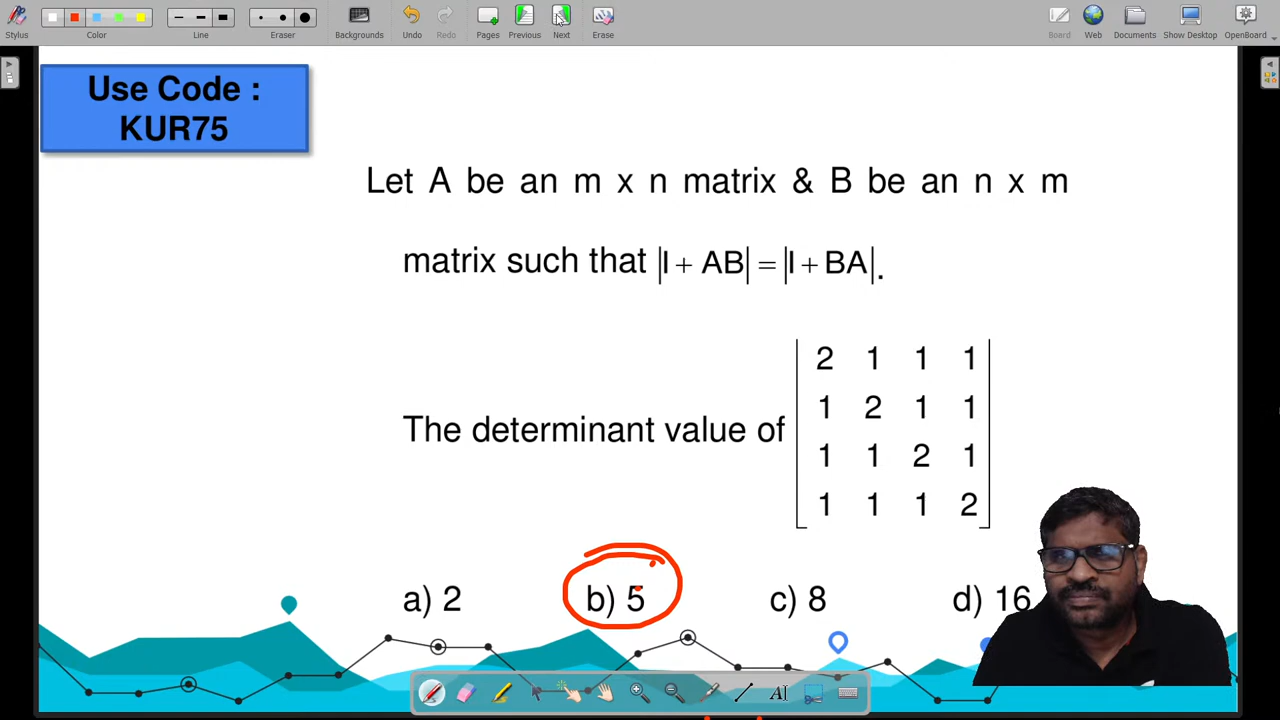 Stylus Color Line Eraser Backgrounds Undo Redo Pages Previous Next Erase Board Web Documents Show Desktop OpenBoard
Use Code :
KUR75
Let A be an m x n matrix & B be an n x m
matrix such that |I + AB| = |I + BA|.
The determinant value of
2 1 1 1
1 2 1 1
1 1 2 1
1 1 1 2
a) 2 b) 5 c) 8 d) 16